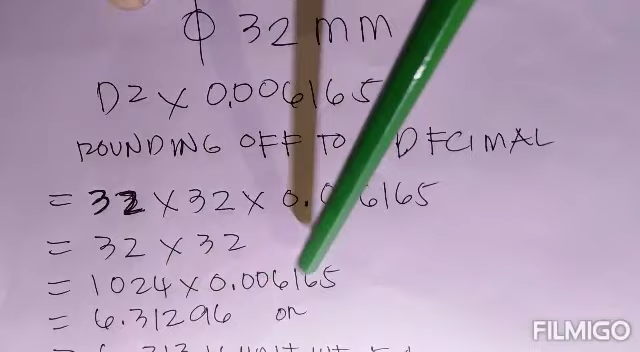 Φ 32 mm
D2 x 0.006165
ROUNDING OFF TO DECIMAL
= 32 x 32 x 0.006165
= 32 x 32
= 1024 x 0.006165
= 6.31296 or
FILMIGO